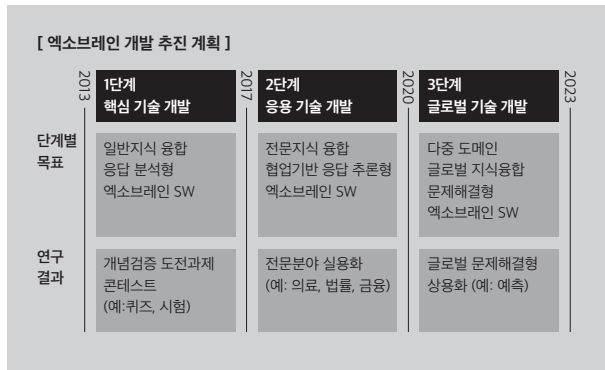 [ 엑소브레인 개발 추진 계획 ]
2013
1단계
핵심 기술 개발
2017
2단계
응용 기술 개발
2020
3단계
글로벌 기술 개발
2023
단계별
목표
일반지식 융합
응답 분석형
엑소브레인 SW
전문지식 융합
협업기반 응답 추론형
엑소브레인 SW
다중 도메인
글로벌 지식융합
문제해결형
엑소브래인 SW
연구
결과
개념검증 도전과제
콘테스트
(예:퀴즈, 시험)
전문분야 실용화
(예: 의료, 법률, 금융)
글로벌 문제해결형
상용화 (예: 예측)